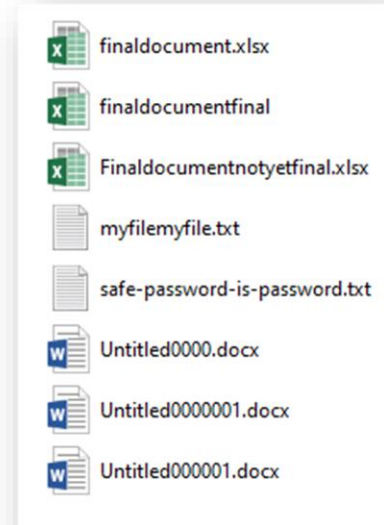 finaldocument.xlsx
finaldocumentfinal
Finaldocumentnotyetfinal.xlsx
myfilemyfile.txt
safe-password-is-password.txt
Untitled0000.docx
Untitled0000001.docx
Untitled000001.docx